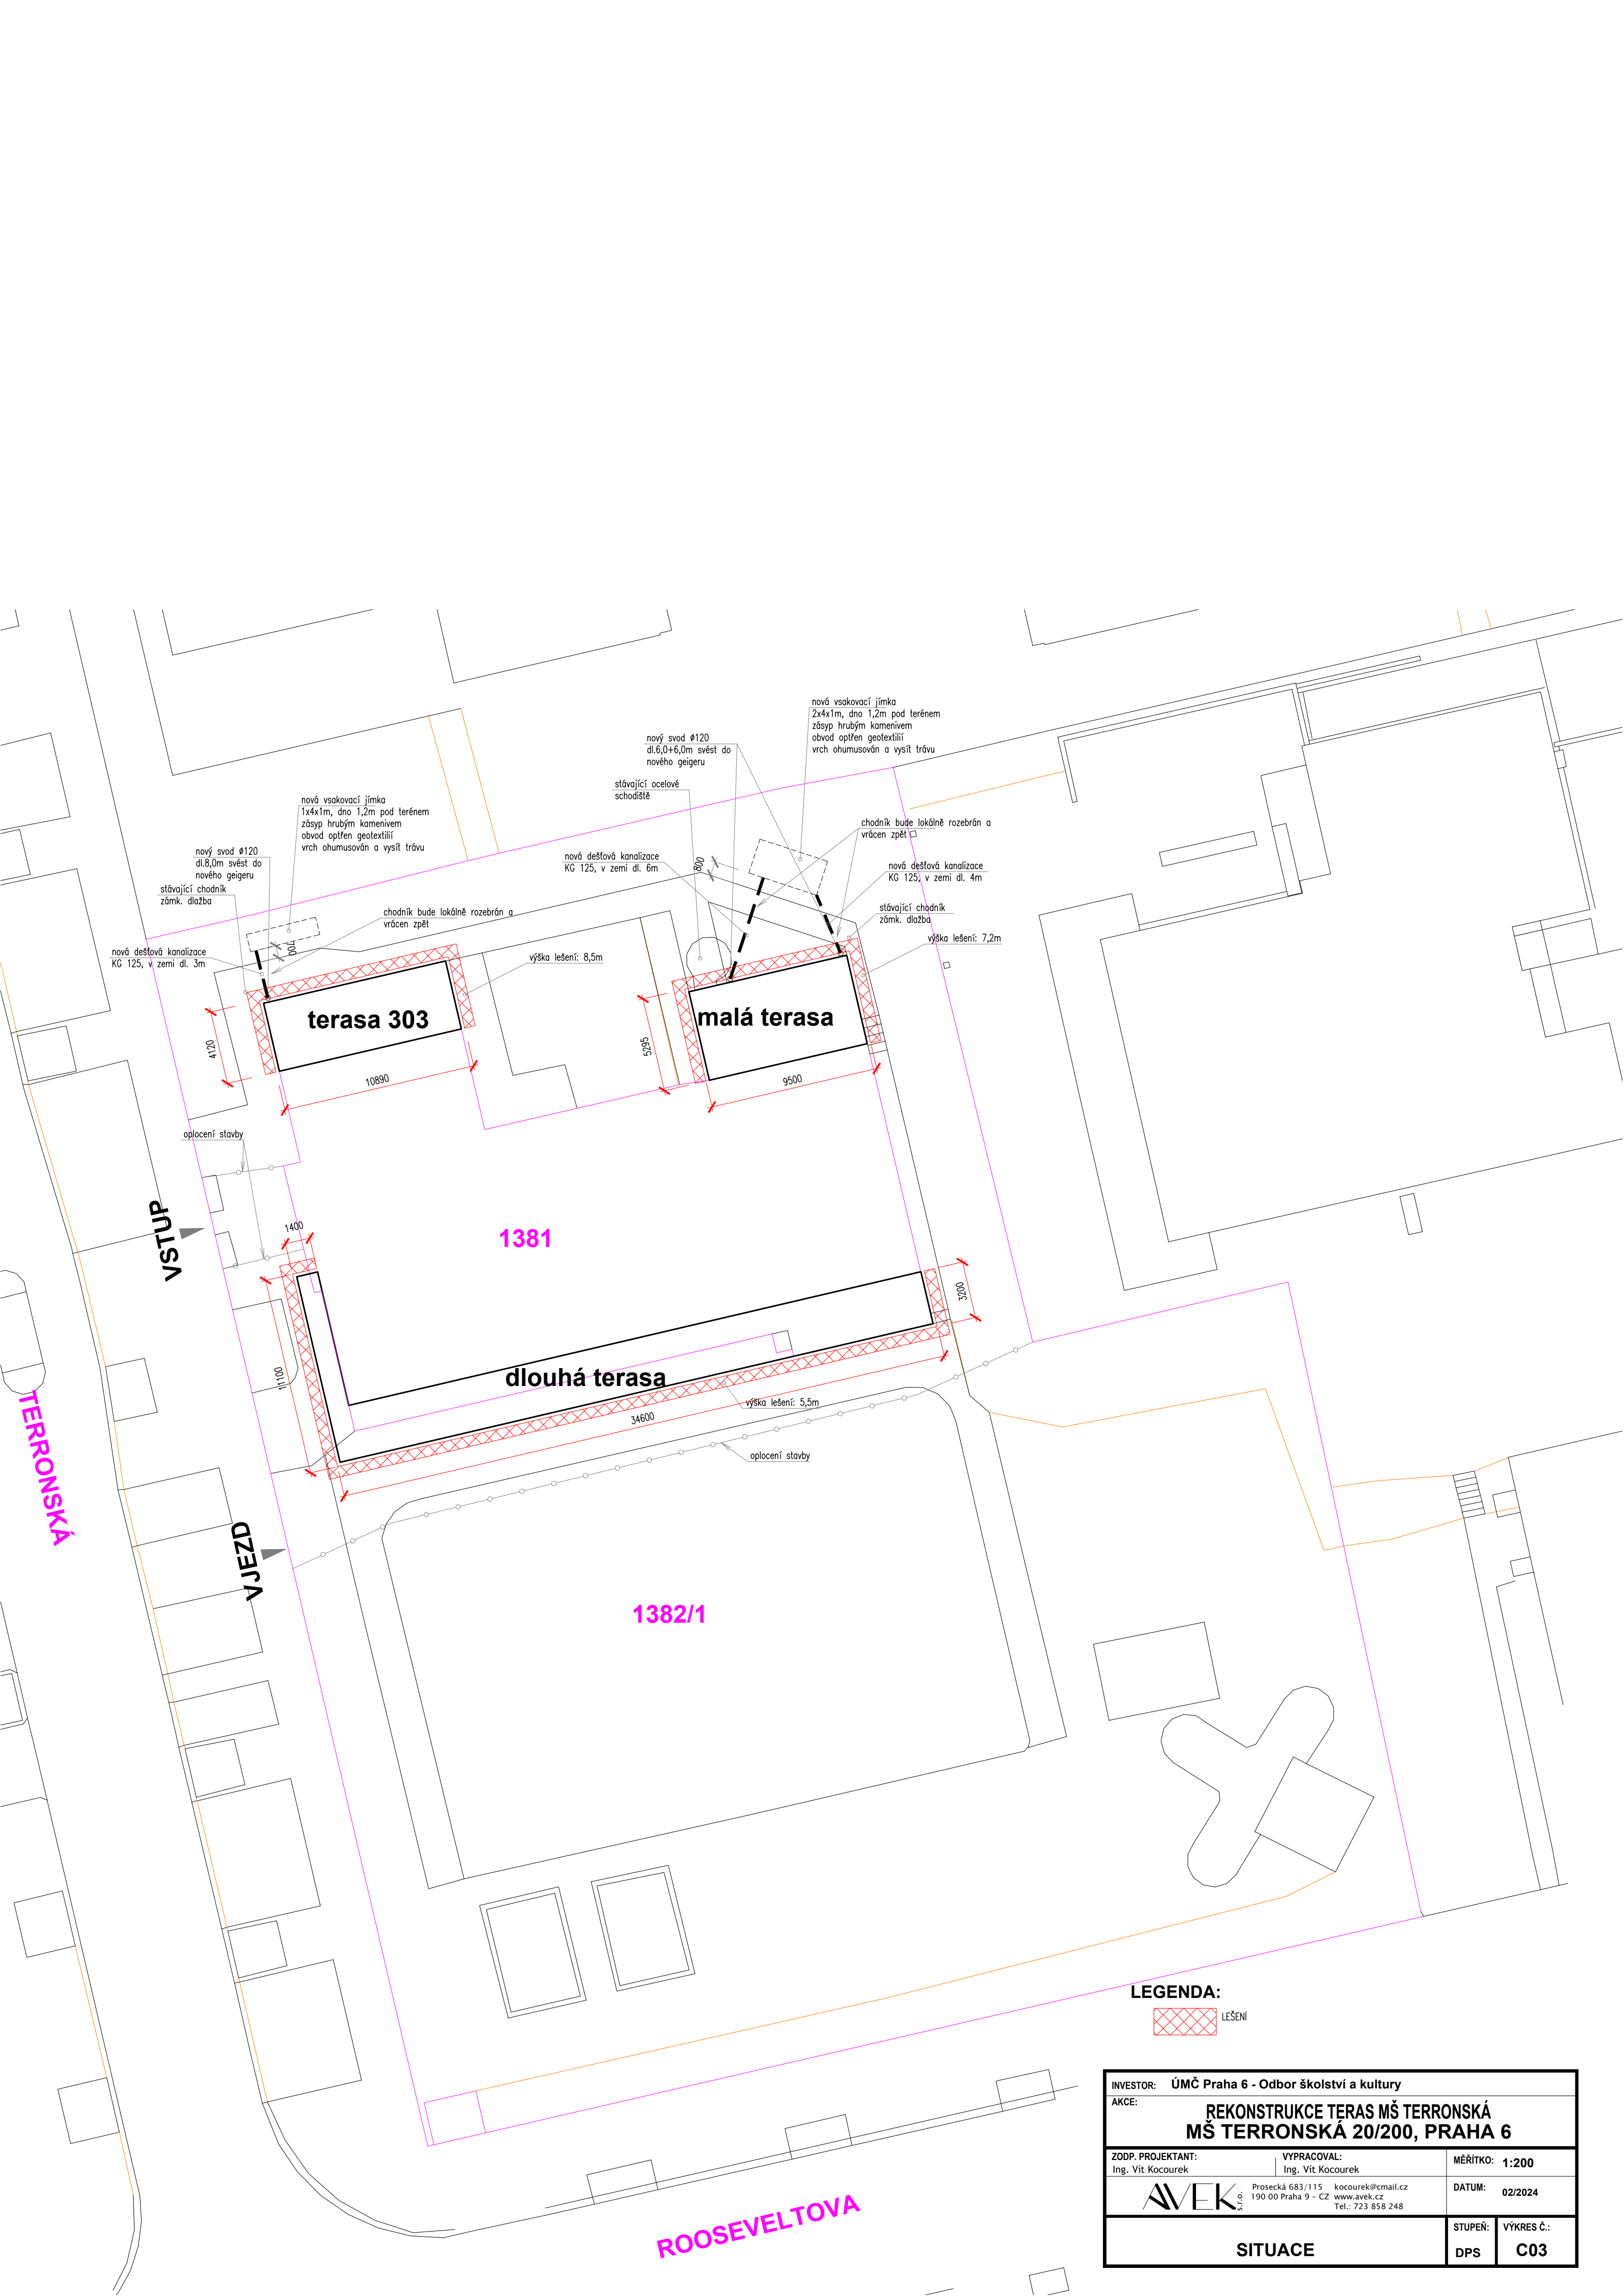 nová vsakovací jímka
2x4x1m, dno 1,2m pod terénem
zásyp hrubým kamenivem
obvod optřen geotextilií
vrch ohumusován a vysít trávu
nový svod ø120
dl.6,0+6,0m svést do
nového geigeru
stávající ocelové
schodiště
nová vsakovací jímka
1x4x1m, dno 1,2m pod terénem
zásyp hrubým kamenivem
obvod optřen geotextilií
vrch ohumusován a vysít trávu
chodník bude lokálně rozebrán a
vrácen zpět
nový svod ø120
dl.8,0m svést do
nového geigeru
nová dešťová kanalizace
KG 125, v zemi dl. 6m
800
nová dešťová kanalizace
KG 125, v zemi dl. 4m
stávající chodník
zámk. dlažba
chodník bude lokálně rozebrán a
vrácen zpět
stávající chodník
zámk. dlažba
výška lešení: 7,2m
nová dešťová kanalizace
KG 125, v zemi dl. 3m
700
výška lešení: 8,5m
terasa 303
malá terasa
4120
5295
10890
9500
oplocení stavby
VSTUP
1400
1381
3200
11100
dlouhá terasa
výška lešení: 5,5m
34600
oplocení stavby
TERRONSKÁ
VJEZD
1382/1
LEGENDA:
LEŠENÍ
ROOSEVELTOVA
INVESTOR: ÚMČ Praha 6 - Odbor školství a kultury
AKCE:
REKONSTRUKCE TERAS MŠ TERRONSKÁ
MŠ TERRONSKÁ 20/200, PRAHA 6
ZODP. PROJEKTANT: VYPRACOVAL: MĚŘÍTKO: 1:200
Ing. Vít Kocourek Ing. Vít Kocourek
AVEK s.r.o.
Prosecká 683/115 kocourek@cmail.cz
190 00 Praha 9 - CZ www.avek.cz
Tel.: 723 858 248
DATUM: 02/2024
STUPEŇ: VÝKRES Č.:
SITUACE DPS C03